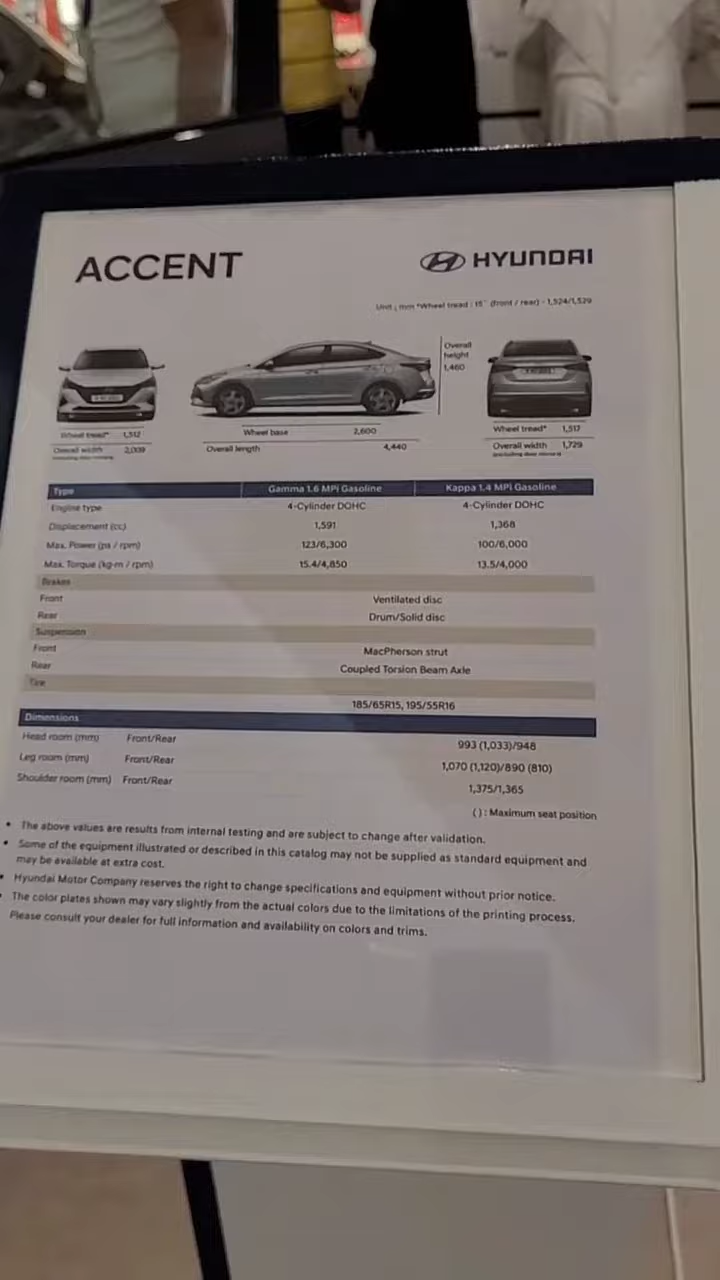 ACCENT
HYUNDAI
Unit : mm *Wheel tread : 15" (front / rear) - 1,524/1,529
Overall height 1,460
Wheel tread* 1,512
Overall width 2,009
Wheel base 2,600
Overall length 4,440
Wheel tread* 1,517
Overall width 1,729
(excluding door mirrors)
Type Gamma 1.6 MPi Gasoline Kappa 1.4 MPi Gasoline
Engine type 4-Cylinder DOHC 4-Cylinder DOHC
Displacement (cc) 1,591 1,368
Max. Power (ps / rpm) 123/6,300 100/6,000
Max. Torque (kg·m / rpm) 15.4/4,850 13.5/4,000
Brakes
Front Ventilated disc
Rear Drum/Solid disc
Suspension
Front MacPherson strut
Rear Coupled Torsion Beam Axle
Tire
185/65R15, 195/55R16
Dimensions
Head room (mm) Front/Rear 993 (1,033)/948
Leg room (mm) Front/Rear 1,070 (1,120)/890 (810)
Shoulder room (mm) Front/Rear 1,375/1,365
( ) : Maximum seat position
• The above values are results from internal testing and are subject to change after validation.
• Some of the equipment illustrated or described in this catalog may not be supplied as standard equipment and
may be available at extra cost.
• Hyundai Motor Company reserves the right to change specifications and equipment without prior notice.
• The color plates shown may vary slightly from the actual colors due to the limitations of the printing process.
Please consult your dealer for full information and availability on colors and trims.